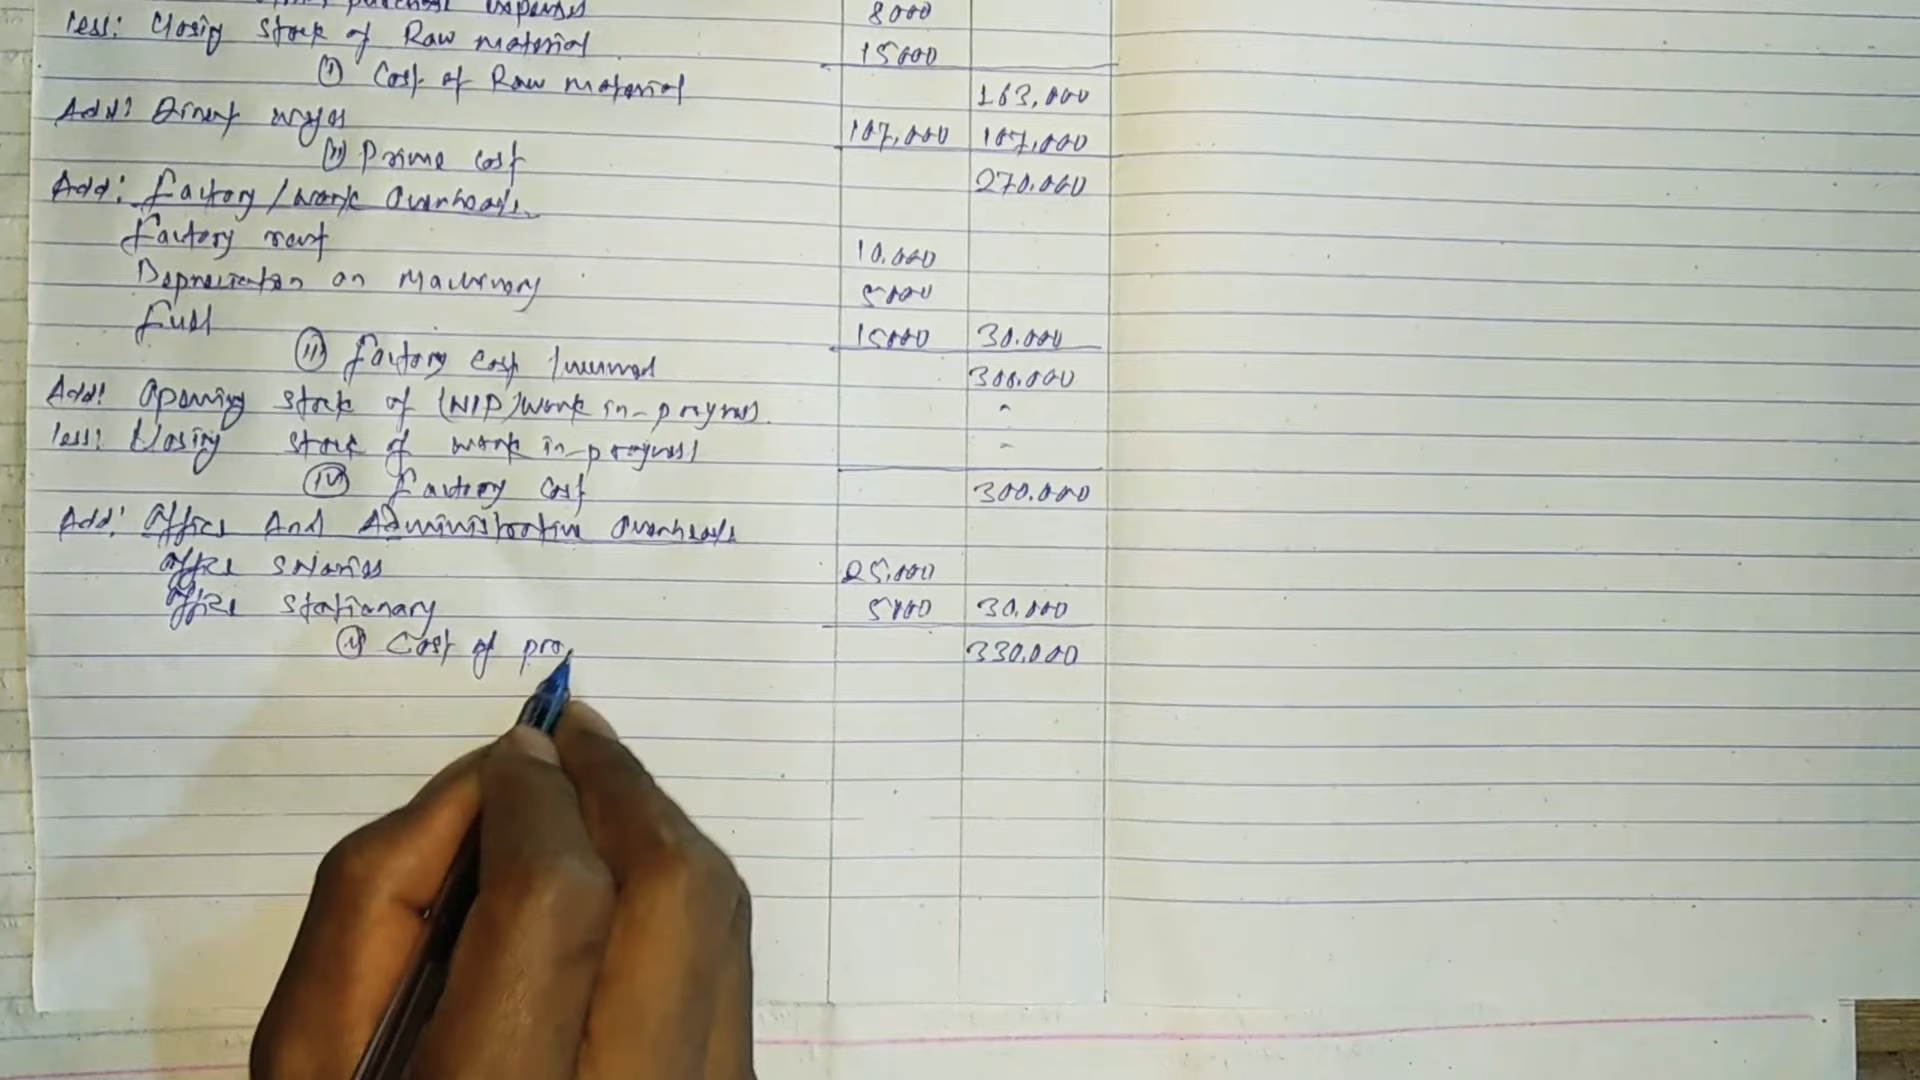 purchase expenses 8000
less: Closing stock of Raw material 15000
(i) Cost of Raw material 163,000
Add: Direct wages 107,000 107,000
(ii) Prime cost 270.000
Add: Factory/work Overheads
Factory rent 10.000
Depreciation on Machinery 5000
Fuel 15000 30.000
(iii) Factory cost Incurred 300.000
Add: Opening stock of (WIP) work in-progress -
less: Closing stock of work in-progress -
(iv) Factory cost 300.000
Add: Office And Administrative Overheads
Office Salaries 25,000
Office Stationary 5000 30.000
(v) Cost of pro 330.000